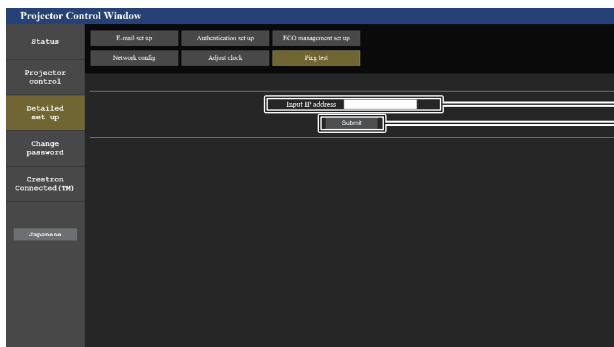 Projector Control Window
Status
E-mail set up
Authentication set up
ECO management set up
Network config
Adjust clock
Ping test
Projector
control
Input IP address
Detailed
set up
Submit
Change
password
Crestron
Connected(TM)
Japanese